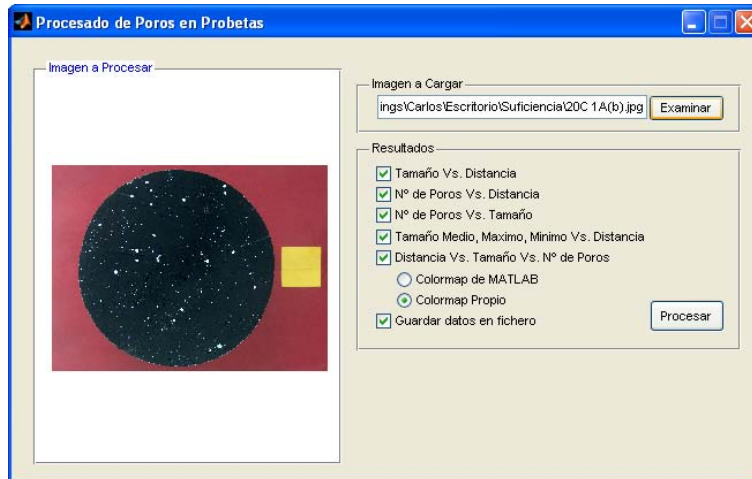 Procesado de Poros en Probetas
Imagen a Procesar
Imagen a Cargar
ings\Carlos\Escritorio\Suficiencia\20C 1A(b).jpg
Examinar
Resultados
Tamaño Vs. Distancia
Nº de Poros Vs. Distancia
Nº de Poros Vs. Tamaño
Tamaño Medio, Maximo, Minimo Vs. Distancia
Distancia Vs. Tamaño Vs. Nº de Poros
Colormap de MATLAB
Colormap Propio
Guardar datos en fichero
Procesar